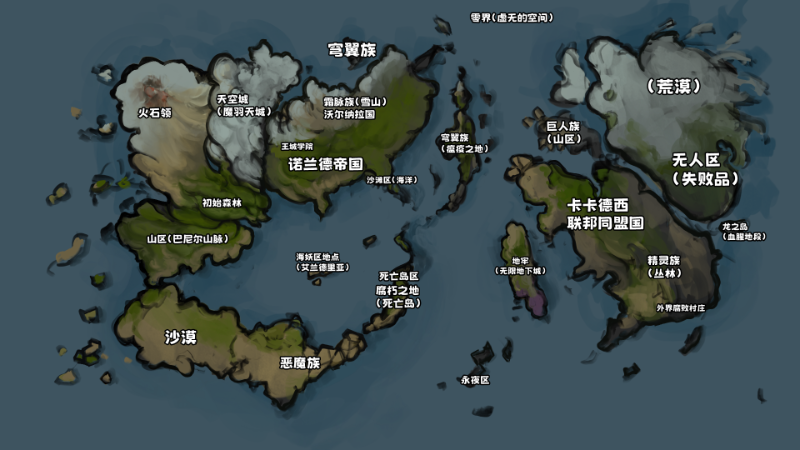 雪界(虚无的空间)
穹翼族
(荒漠)
火石领
天空城
(魔羽天城)
霜脉族(雪山)
沃尔纳拉国
王城学院
诺兰德帝国
沙滩区(海洋)
穹翼族
(瘟疫之地)
巨人族
(山区)
无人区
(失败品)
初始森林
山区(巴尼尔山脉)
卡卡德西
联邦同盟国
龙之岛
(血腥地段)
海妖区地点
(艾兰德里亚)
死亡岛区
腐朽之地
(死亡岛)
地牢
(无限地下城)
精灵族
(丛林)
外界腐败村庄
沙漠
恶魔族
永夜区